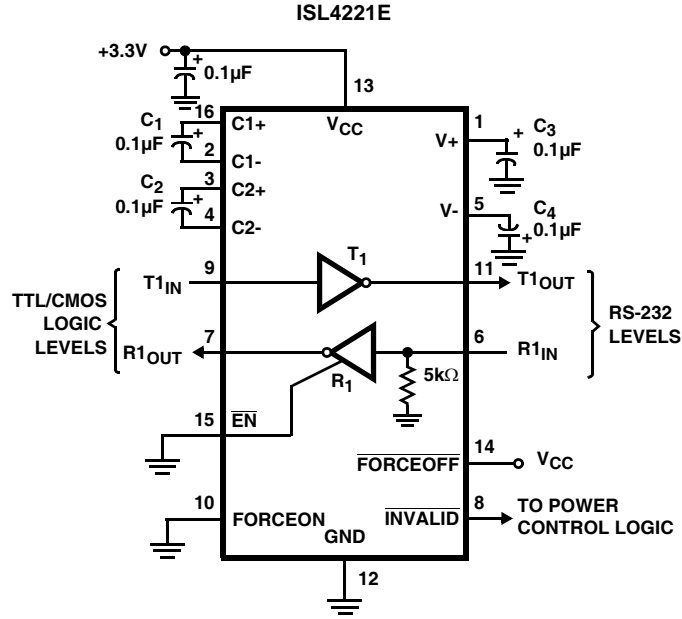 ISL4221E
+3.3V
+
0.1µF
13
16
C1
0.1µF
+
C1+
VCC
1
V+
+
C3
0.1µF
2
C1-
3
C2
0.1µF
+
C2+
4
C2-
5
V-
C4
0.1µF
+
T1
9
T1IN
11
T1OUT
TTL/CMOS
LOGIC
LEVELS
RS-232
LEVELS
7
R1OUT
R1
5kΩ
6
R1IN
15
EN
14
FORCEOFF
VCC
10
FORCEON
8
INVALID
TO POWER
CONTROL LOGIC
GND
12